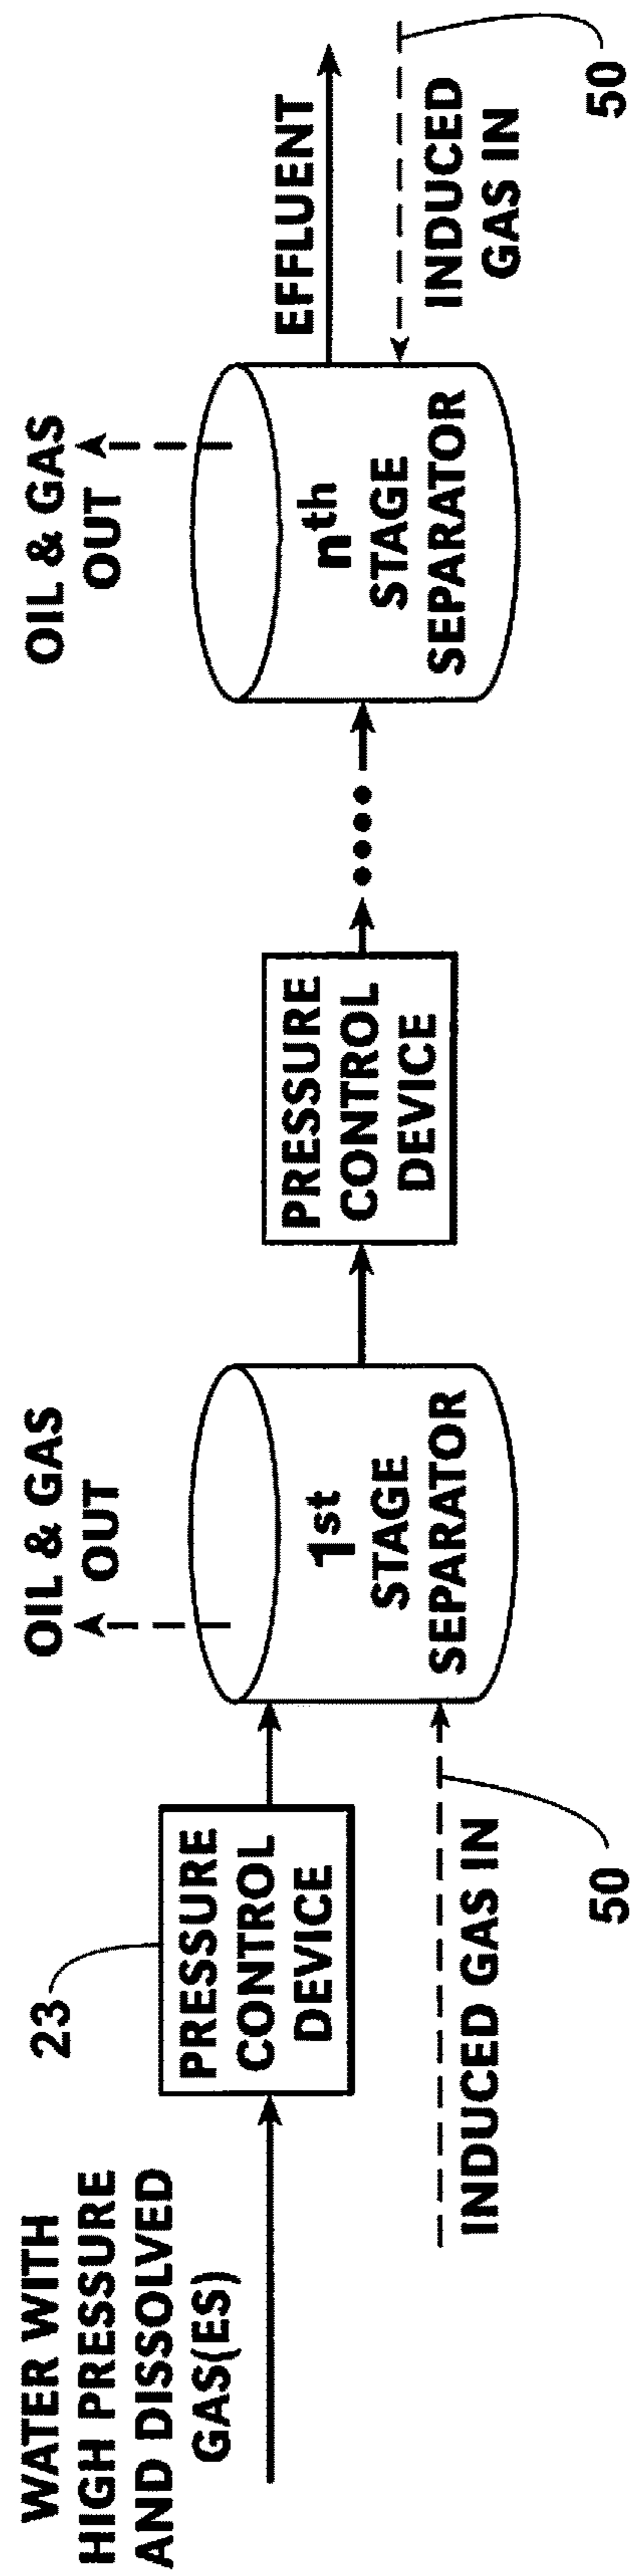 WATER WITH
HIGH PRESSURE
AND DISSOLVED
GAS(ES)
23
PRESSURE
CONTROL
DEVICE
INDUCED GAS IN
50
OIL & GAS
OUT
1st
STAGE
SEPARATOR
PRESSURE
CONTROL
DEVICE
OIL & GAS
OUT
nth
STAGE
SEPARATOR
EFFLUENT
INDUCED
GAS IN
50